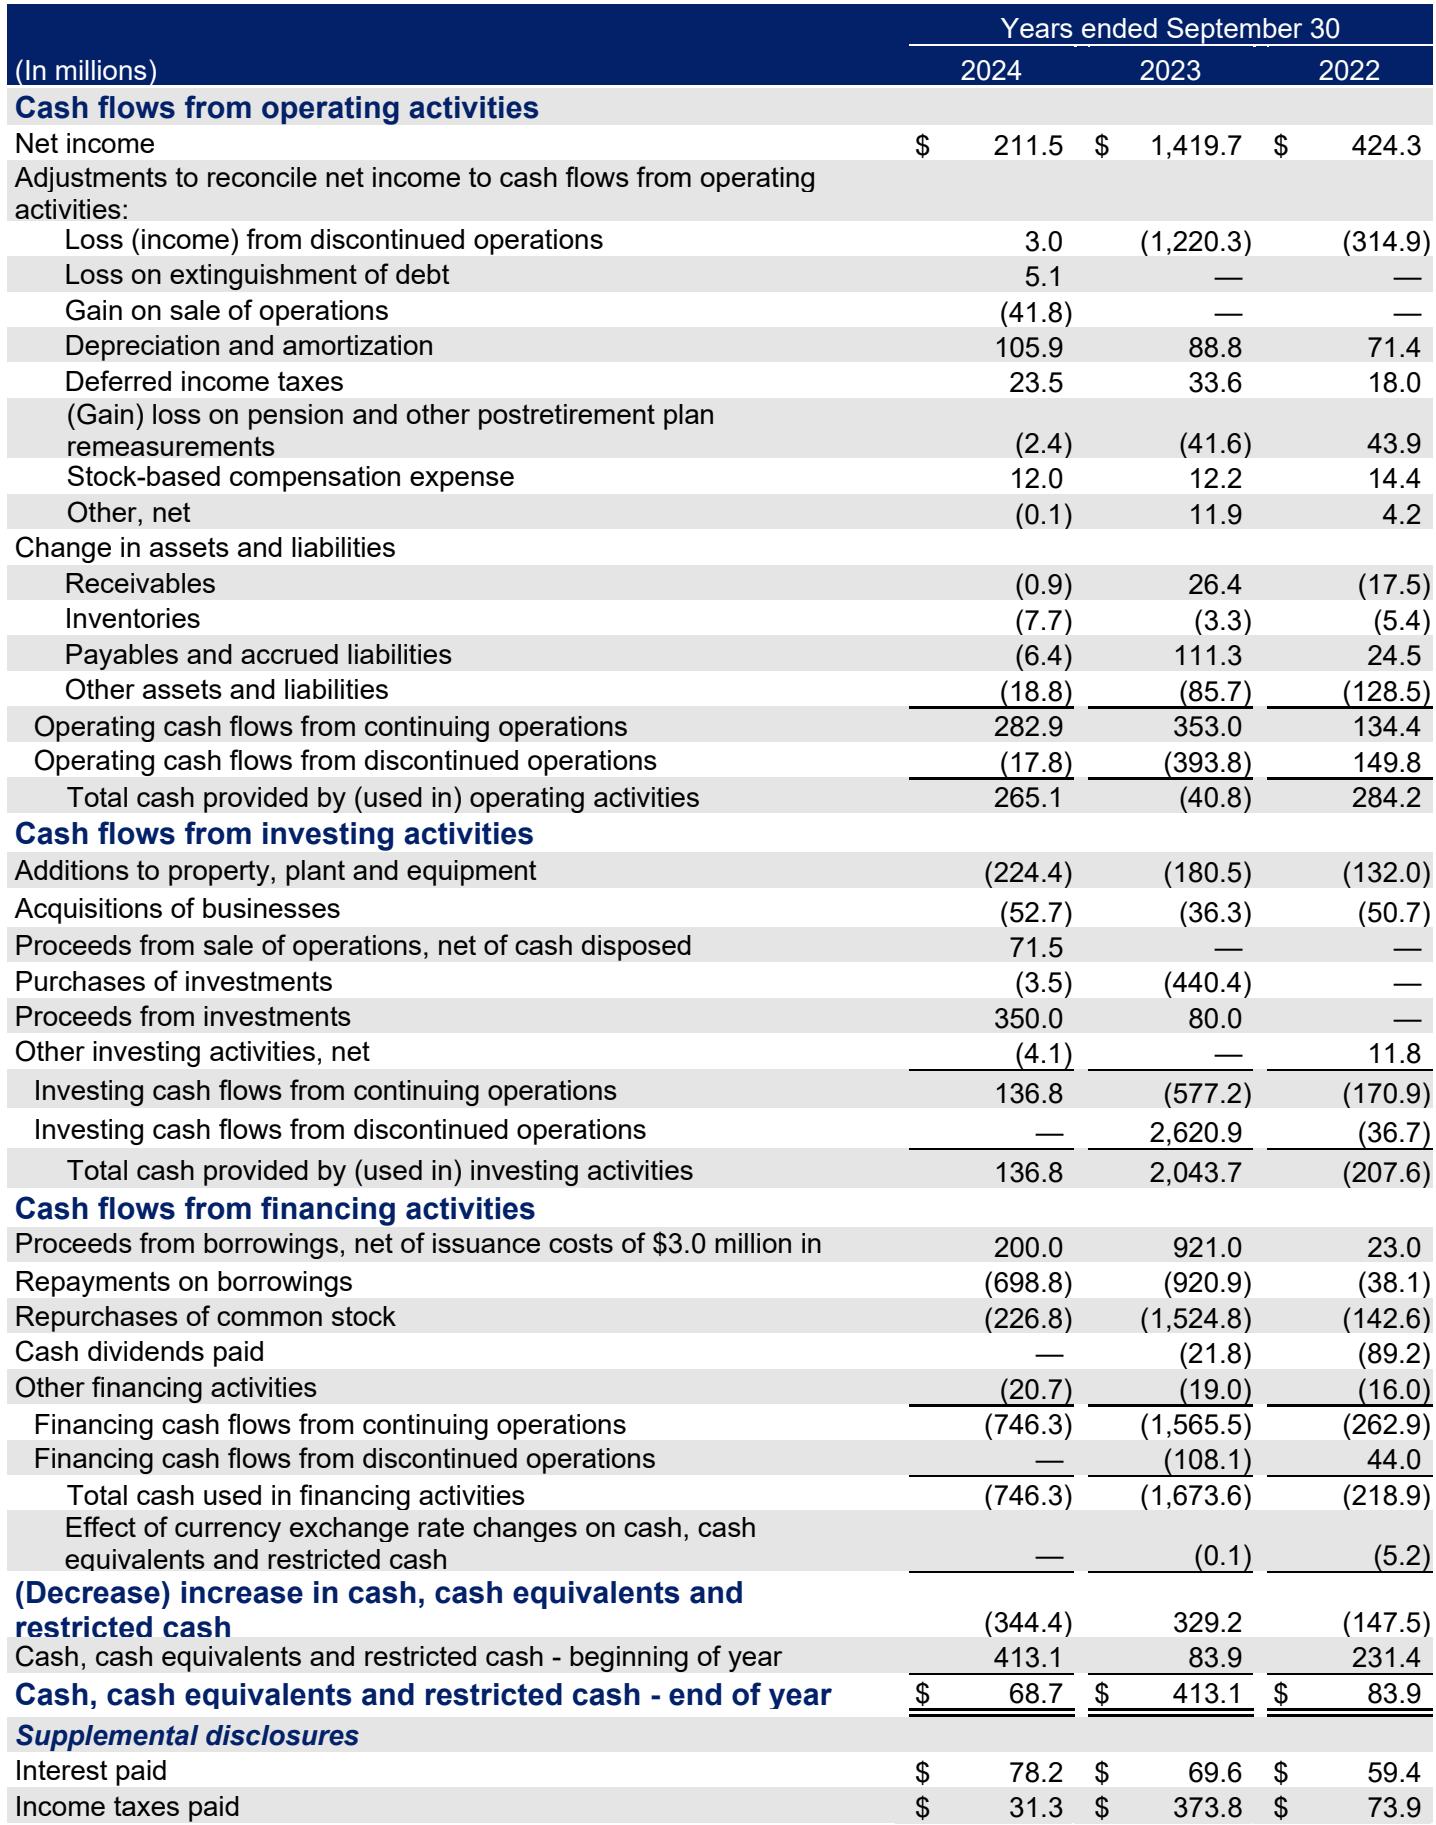 Years ended September 30
(In millions) 2024 2023 2022
Cash flows from operating activities
Net income $ 211.5 $ 1,419.7 $ 424.3
Adjustments to reconcile net income to cash flows from operating
activities:
Loss (income) from discontinued operations 3.0 (1,220.3) (314.9)
Loss on extinguishment of debt 5.1 — —
Gain on sale of operations (41.8) — —
Depreciation and amortization 105.9 88.8 71.4
Deferred income taxes 23.5 33.6 18.0
(Gain) loss on pension and other postretirement plan
remeasurements (2.4) (41.6) 43.9
Stock-based compensation expense 12.0 12.2 14.4
Other, net (0.1) 11.9 4.2
Change in assets and liabilities
Receivables (0.9) 26.4 (17.5)
Inventories (7.7) (3.3) (5.4)
Payables and accrued liabilities (6.4) 111.3 24.5
Other assets and liabilities (18.8) (85.7) (128.5)
Operating cash flows from continuing operations 282.9 353.0 134.4
Operating cash flows from discontinued operations (17.8) (393.8) 149.8
Total cash provided by (used in) operating activities 265.1 (40.8) 284.2
Cash flows from investing activities
Additions to property, plant and equipment (224.4) (180.5) (132.0)
Acquisitions of businesses (52.7) (36.3) (50.7)
Proceeds from sale of operations, net of cash disposed 71.5 — —
Purchases of investments (3.5) (440.4) —
Proceeds from investments 350.0 80.0 —
Other investing activities, net (4.1) — 11.8
Investing cash flows from continuing operations 136.8 (577.2) (170.9)
Investing cash flows from discontinued operations — 2,620.9 (36.7)
Total cash provided by (used in) investing activities 136.8 2,043.7 (207.6)
Cash flows from financing activities
Proceeds from borrowings, net of issuance costs of $3.0 million in 200.0 921.0 23.0
Repayments on borrowings (698.8) (920.9) (38.1)
Repurchases of common stock (226.8) (1,524.8) (142.6)
Cash dividends paid — (21.8) (89.2)
Other financing activities (20.7) (19.0) (16.0)
Financing cash flows from continuing operations (746.3) (1,565.5) (262.9)
Financing cash flows from discontinued operations — (108.1) 44.0
Total cash used in financing activities (746.3) (1,673.6) (218.9)
Effect of currency exchange rate changes on cash, cash
equivalents and restricted cash — (0.1) (5.2)
(Decrease) increase in cash, cash equivalents and
restricted cash (344.4) 329.2 (147.5)
Cash, cash equivalents and restricted cash - beginning of year 413.1 83.9 231.4
Cash, cash equivalents and restricted cash - end of year $ 68.7 $ 413.1 $ 83.9
Supplemental disclosures
Interest paid $ 78.2 $ 69.6 $ 59.4
Income taxes paid $ 31.3 $ 373.8 $ 73.9